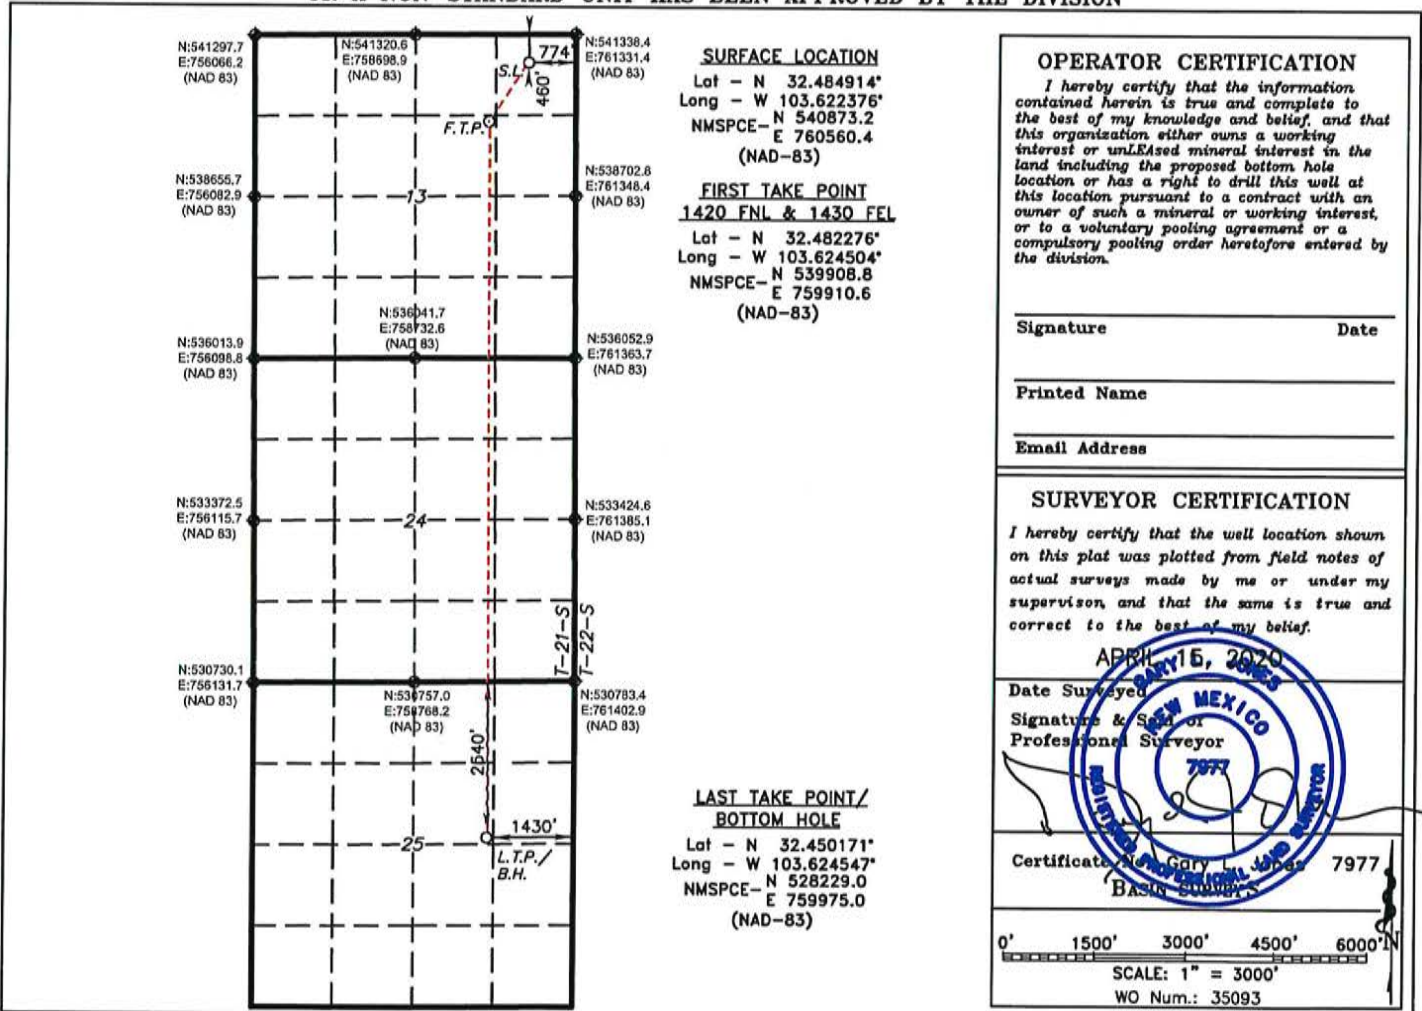 N:541297.7
E:756066.2
(NAD 83)
N:541320.6
E:758698.9
(NAD 83)
N:541338.4
E:761331.4
(NAD 83)
774'
S.L.
460'
F.T.P.
N:538655.7
E:756082.9
(NAD 83)
13
N:538702.8
E:761348.4
(NAD 83)
N:536041.7
E:758732.6
(NAD 83)
N:536013.9
E:756098.8
(NAD 83)
N:536052.9
E:761363.7
(NAD 83)
N:533372.5
E:756115.7
(NAD 83)
24
N:533424.6
E:761385.1
(NAD 83)
T-21-S
T-22-S
N:530730.1
E:756131.7
(NAD 83)
N:530757.0
E:758768.2
(NAD 83)
N:530783.4
E:761402.9
(NAD 83)
2540'
1430'
25
L.T.P./
B.H.
SURFACE LOCATION
Lat - N 32.484914°
Long - W 103.622376°
NMSPCE- N 540873.2
E 760560.4
(NAD-83)
FIRST TAKE POINT
1420 FNL & 1430 FEL
Lat - N 32.482276°
Long - W 103.624504°
NMSPCE- N 539908.8
E 759910.6
(NAD-83)
LAST TAKE POINT/
BOTTOM HOLE
Lat - N 32.450171°
Long - W 103.624547°
NMSPCE- N 528229.0
E 759975.0
(NAD-83)
OPERATOR CERTIFICATION
I hereby certify that the information
contained herein is true and complete to
the best of my knowledge and belief, and that
this organization either owns a working
interest or unLEAsed mineral interest in the
land including the proposed bottom hole
location or has a right to drill this well at
this location pursuant to a contract with an
owner of such a mineral or working interest,
or to a voluntary pooling agreement or a
compulsory pooling order heretofore entered by
the division.
Signature Date
Printed Name
Email Address
SURVEYOR CERTIFICATION
I hereby certify that the well location shown
on this plat was plotted from field notes of
actual surveys made by me or under my
supervison, and that the same is true and
correct to the best of my belief.
APRIL 15, 2020
Date Surveyed
Signature & Seal of
Professional Surveyor
GARY L. JONES
NEW MEXICO
7977
REGISTERED PROFESSIONAL LAND SURVEYOR
Certificate No. Gary L. Jones 7977
BASIN SURVEYS
0' 1500' 3000' 4500' 6000'
N
SCALE: 1" = 3000'
WO Num.: 35093